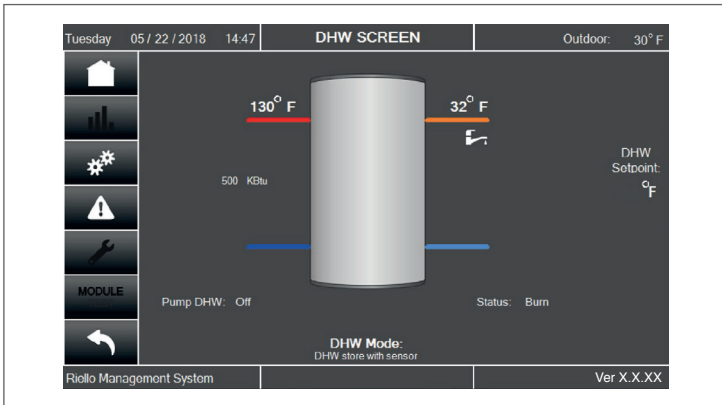 Tuesday 05 / 22 / 2018 14:47 DHW SCREEN Outdoor: 30° F
130° F 32° F
DHW
Setpoint:
°F
500 KBtu
MODULE
Pump DHW: Off Status: Burn
DHW Mode:
DHW store with sensor
Riello Management System Ver X.X.XX